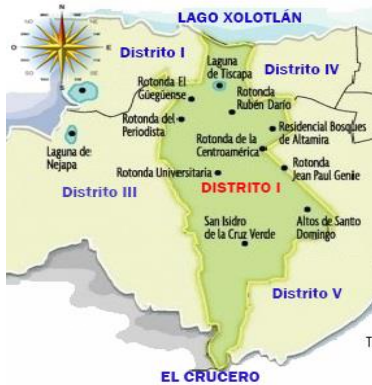 LAGO XOLOTLÁN
N
O
E
S
Distrito I
Laguna
de Tiscapa
Distrito IV
Rotonda El
Güegüense
Rotonda
Rubén Darío
Rotonda del
Periodista
Residencial Bosques
de Altamira
Rotonda de la
Centroamérica
Laguna de
Nejapa
Rotonda Universitaria
Rotonda
Jean Paul Genie
Distrito III
DISTRITO I
San Isidro
de la Cruz Verde
Altos de Santo
Domingo
Distrito V
T
EL CRUCERO